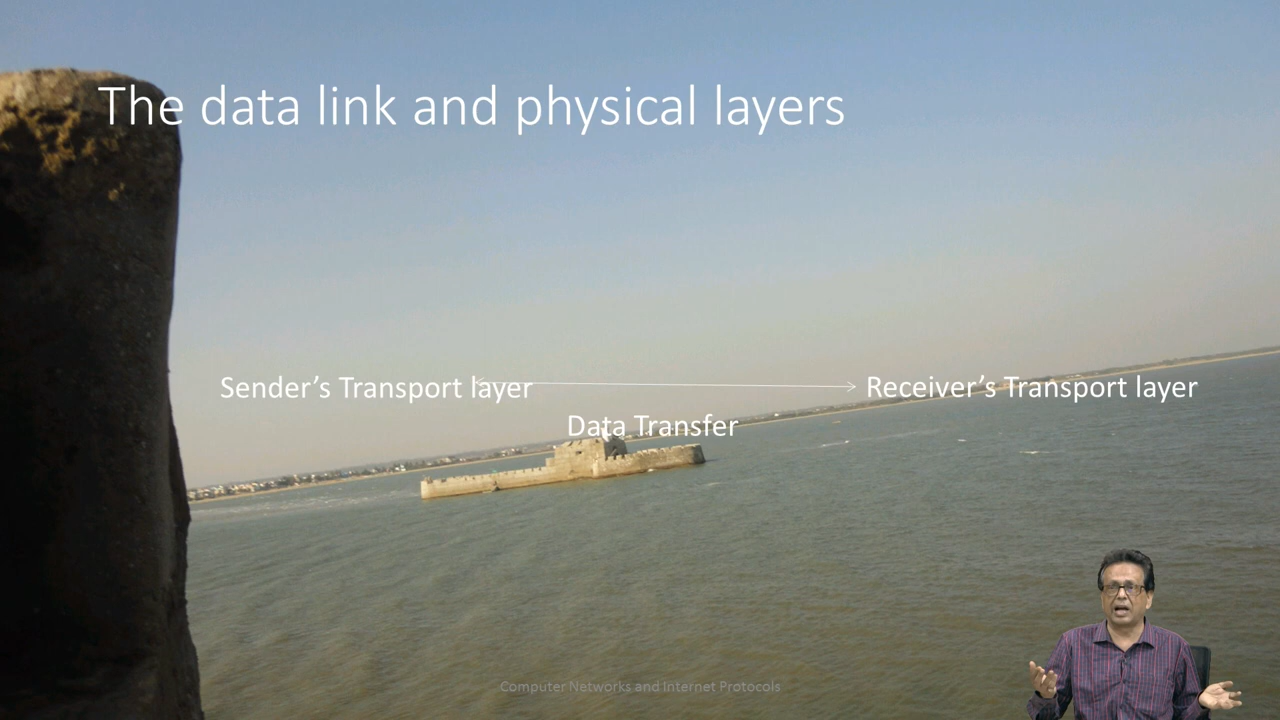 The data link and physical layers
Sender’s Transport layer
Receiver’s Transport layer
Data Transfer
Computer Networks and Internet Protocols